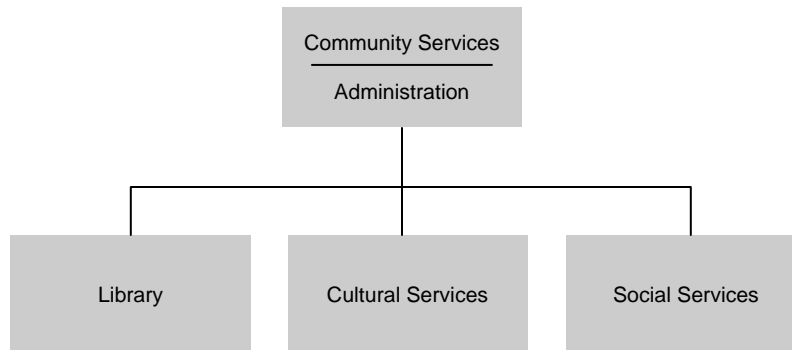 Community Services
Administration
Library
Cultural Services
Social Services